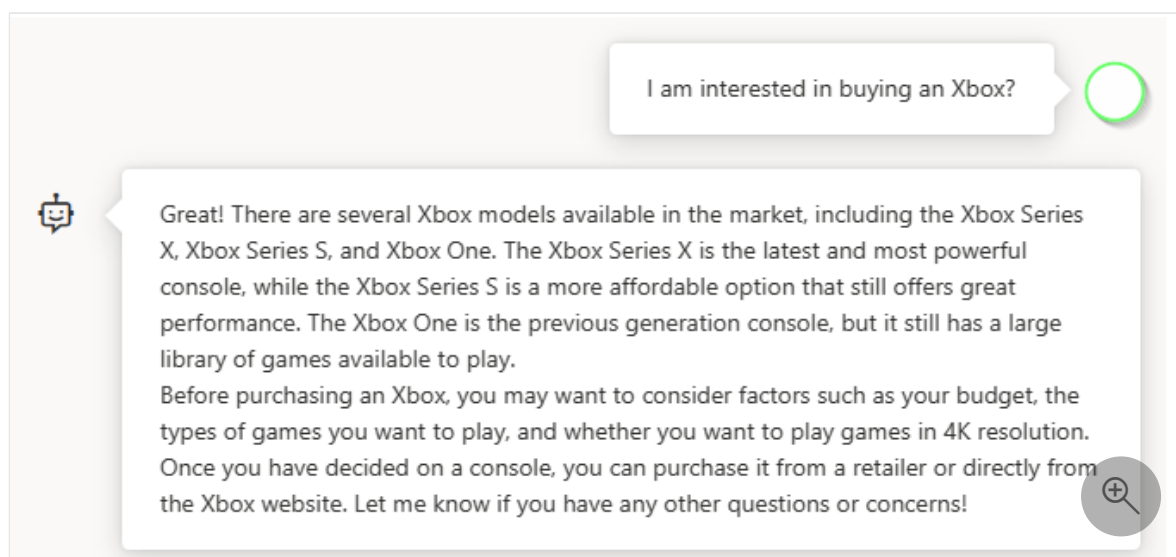 I am interested in buying an Xbox?
Great! There are several Xbox models available in the market, including the Xbox Series
X, Xbox Series S, and Xbox One. The Xbox Series X is the latest and most powerful
console, while the Xbox Series S is a more affordable option that still offers great
performance. The Xbox One is the previous generation console, but it still has a large
library of games available to play.
Before purchasing an Xbox, you may want to consider factors such as your budget, the
types of games you want to play, and whether you want to play games in 4K resolution.
Once you have decided on a console, you can purchase it from a retailer or directly from
the Xbox website. Let me know if you have any other questions or concerns!